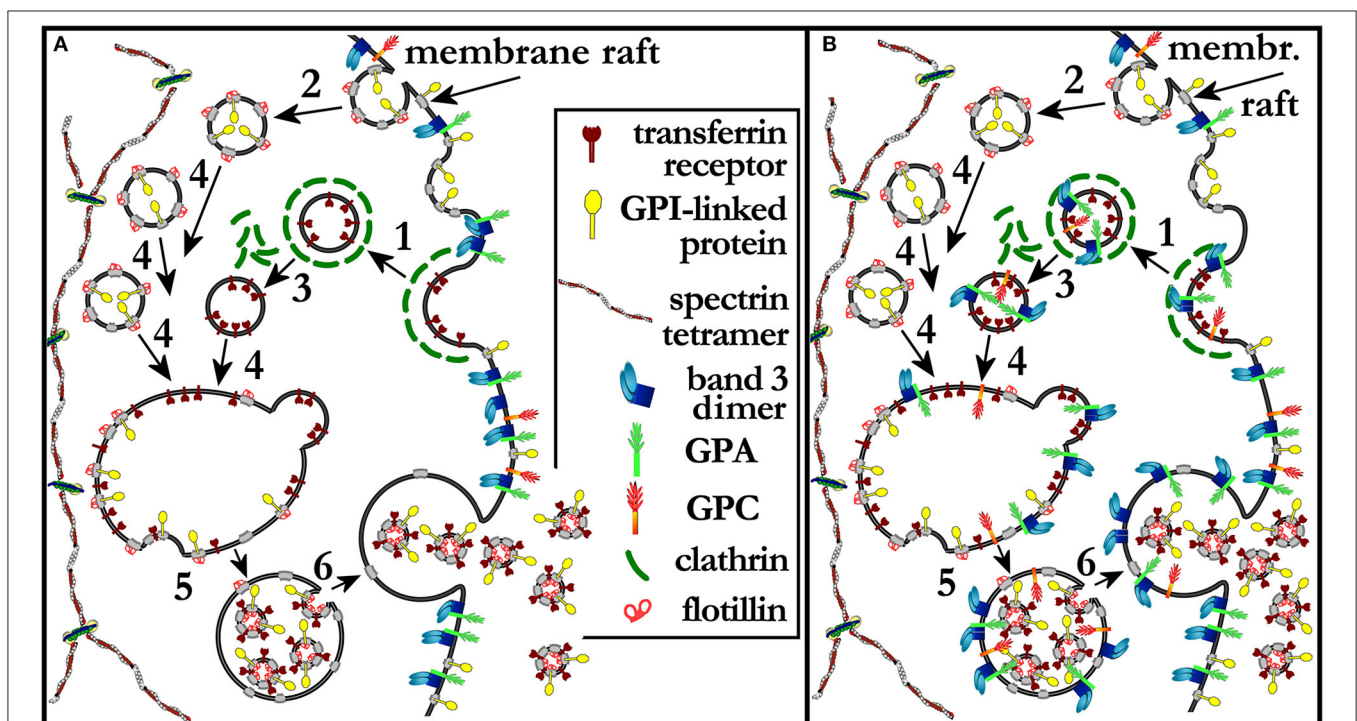 A
membrane raft
2
4
4
4
4
1
3
5
6
transferrin
receptor
GPI-linked
protein
spectrin
tetramer
band 3
dimer
GPA
GPC
clathrin
flotillin
B
membr.
raft
2
4
4
4
4
1
3
5
6